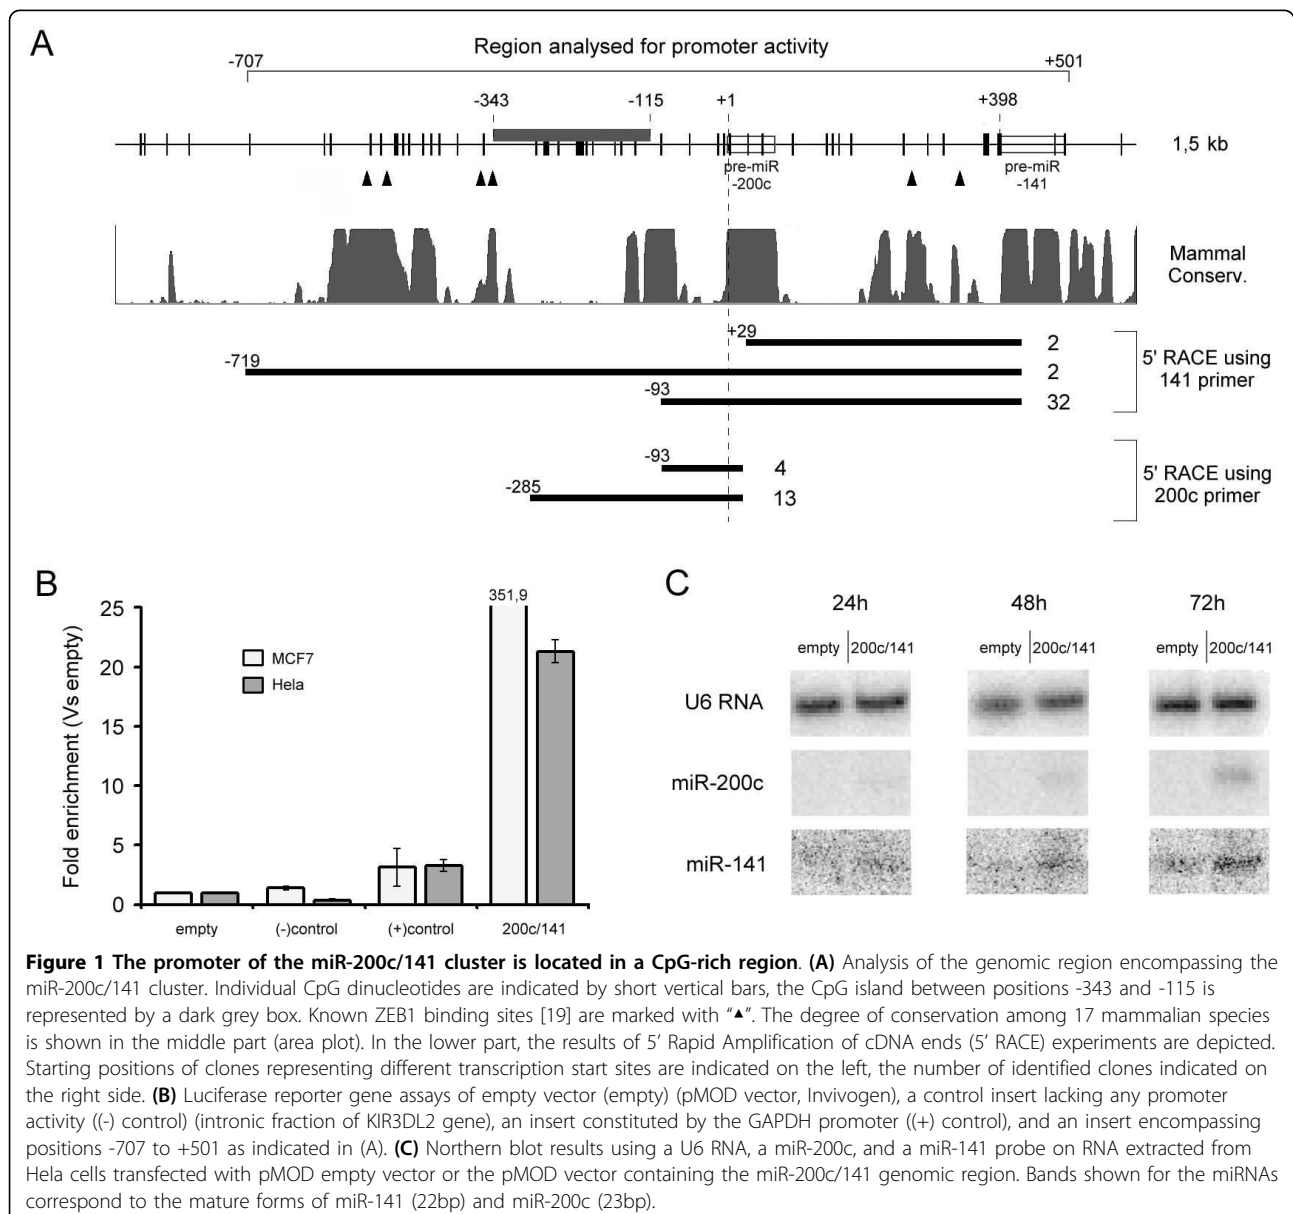 A
Region analysed for promoter activity
-707
+501
-343
-115
+1
+398
1,5 kb
pre-miR
-200c
pre-miR
-141
▲ ▲ ▲ ▲ ▲ ▲
Mammal
Conserv.
+29
2
-719
2
-93
32
5' RACE using
141 primer
-93
4
-285
13
5' RACE using
200c primer
B
Fold enrichment (Vs empty)
25
20
15
10
5
0
351,9
MCF7
Hela
empty
(-)control
(+)control
200c/141
C
24h
48h
72h
empty
200c/141
empty
200c/141
empty
200c/141
U6 RNA
miR-200c
miR-141
Figure 1 The promoter of the miR-200c/141 cluster is located in a CpG-rich region. (A) Analysis of the genomic region encompassing the
miR-200c/141 cluster. Individual CpG dinucleotides are indicated by short vertical bars, the CpG island between positions -343 and -115 is
represented by a dark grey box. Known ZEB1 binding sites [19] are marked with "▲". The degree of conservation among 17 mammalian species
is shown in the middle part (area plot). In the lower part, the results of 5' Rapid Amplification of cDNA ends (5' RACE) experiments are depicted.
Starting positions of clones representing different transcription start sites are indicated on the left, the number of identified clones indicated on
the right side. (B) Luciferase reporter gene assays of empty vector (empty) (pMOD vector, Invivogen), a control insert lacking any promoter
activity ((-) control) (intronic fraction of KIR3DL2 gene), an insert constituted by the GAPDH promoter ((+) control), and an insert encompassing
positions -707 to +501 as indicated in (A). (C) Northern blot results using a U6 RNA, a miR-200c, and a miR-141 probe on RNA extracted from
Hela cells transfected with pMOD empty vector or the pMOD vector containing the miR-200c/141 genomic region. Bands shown for the miRNAs
correspond to the mature forms of miR-141 (22bp) and miR-200c (23bp).